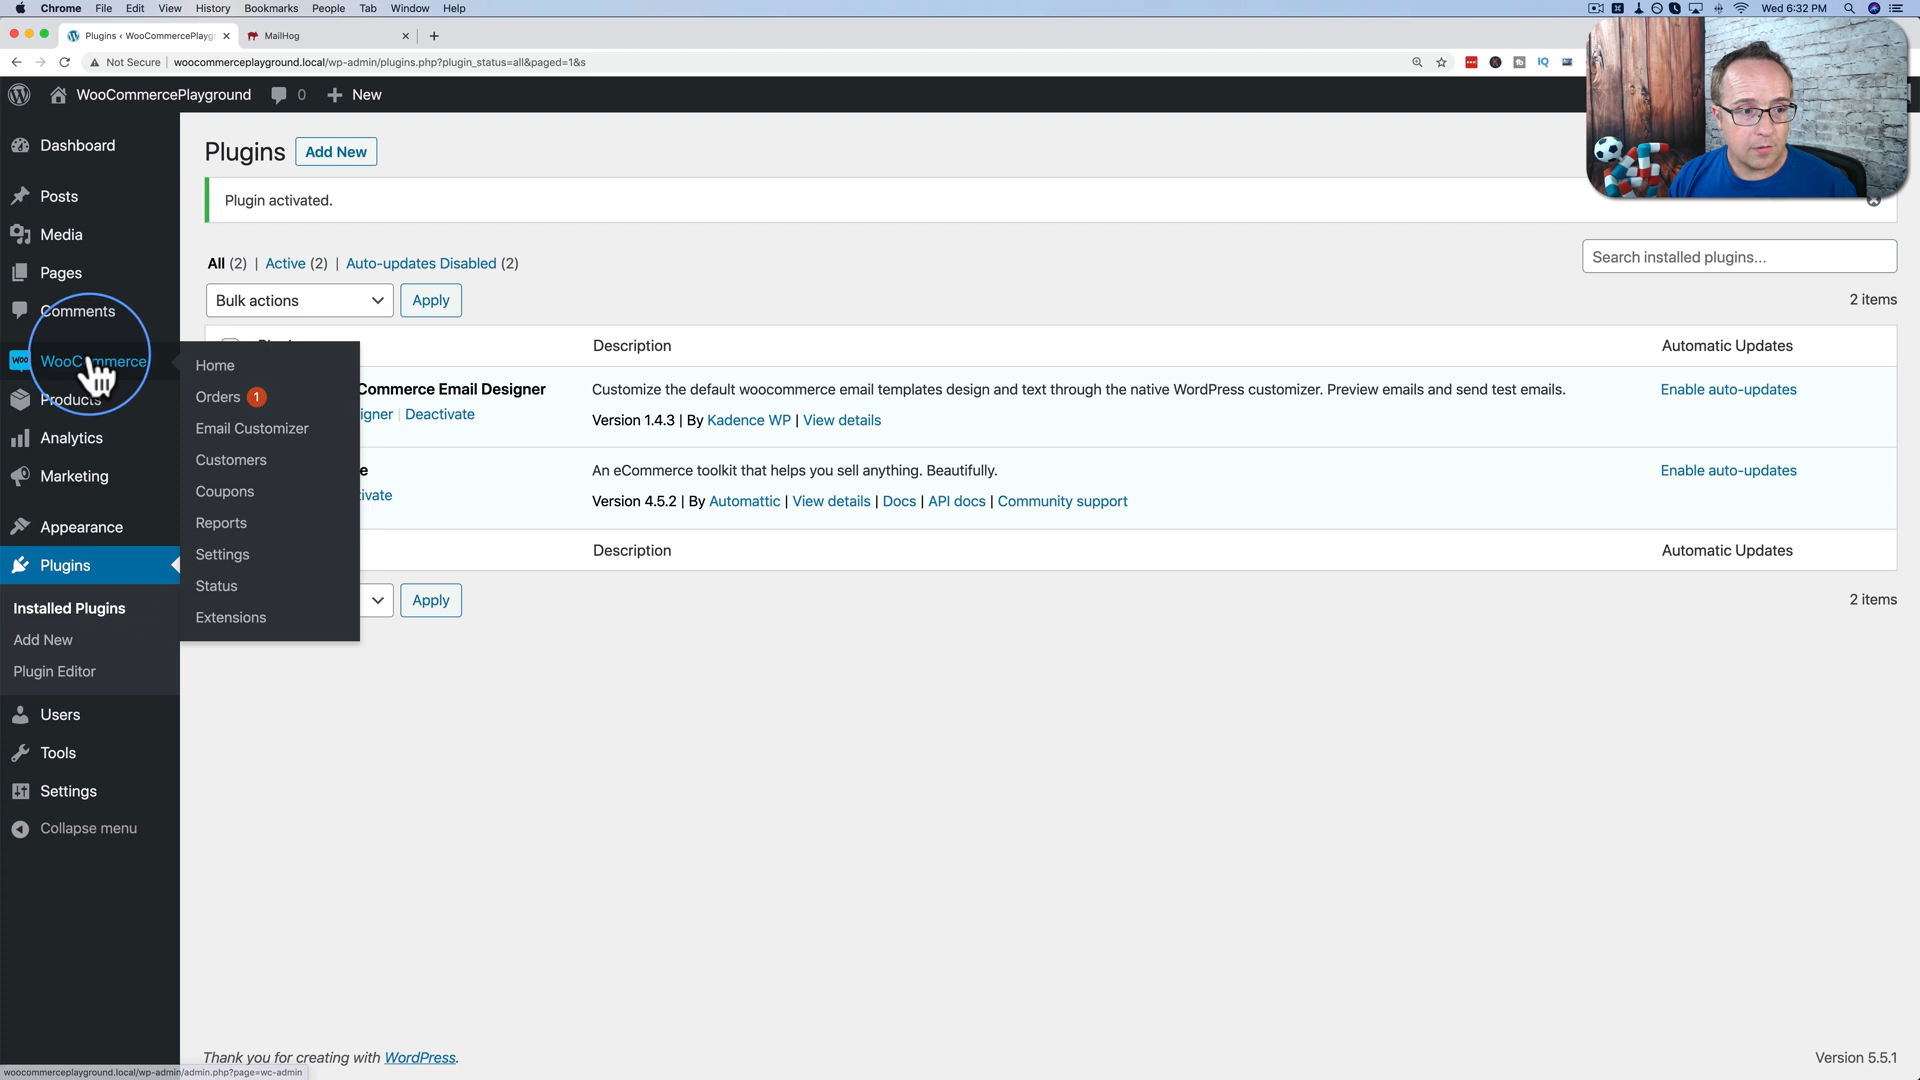 Chrome File Edit View History Bookmarks People Tab Window Help
Wed 6:32 PM
Plugins ‹ WooCommercePlaygr
MailHog
Not Secure woocommerceplayground.local/wp-admin/plugins.php?plugin_status=all&paged=1&s
IQ
WooCommercePlayground 0 New
Dashboard
Posts
Media
Pages
Comments
WooCommerce
Products
Analytics
Marketing
Appearance
Plugins
Installed Plugins
Add New
Plugin Editor
Users
Tools
Settings
Collapse menu
Home
Orders 1
Email Customizer
Customers
Coupons
Reports
Settings
Status
Extensions
Plugins Add New
Plugin activated.
All (2) | Active (2) | Auto-updates Disabled (2)
Search installed plugins...
Bulk actions Apply
2 items
Description Automatic Updates
Commerce Email Designer
igner | Deactivate
Customize the default woocommerce email templates design and text through the native WordPress customizer. Preview emails and send test emails.
Version 1.4.3 | By Kadence WP | View details
Enable auto-updates
e
ivate
An eCommerce toolkit that helps you sell anything. Beautifully.
Version 4.5.2 | By Automattic | View details | Docs | API docs | Community support
Enable auto-updates
Description Automatic Updates
Apply
2 items
Thank you for creating with WordPress.
Version 5.5.1
woocommerceplayground.local/wp-admin/admin.php?page=wc-admin